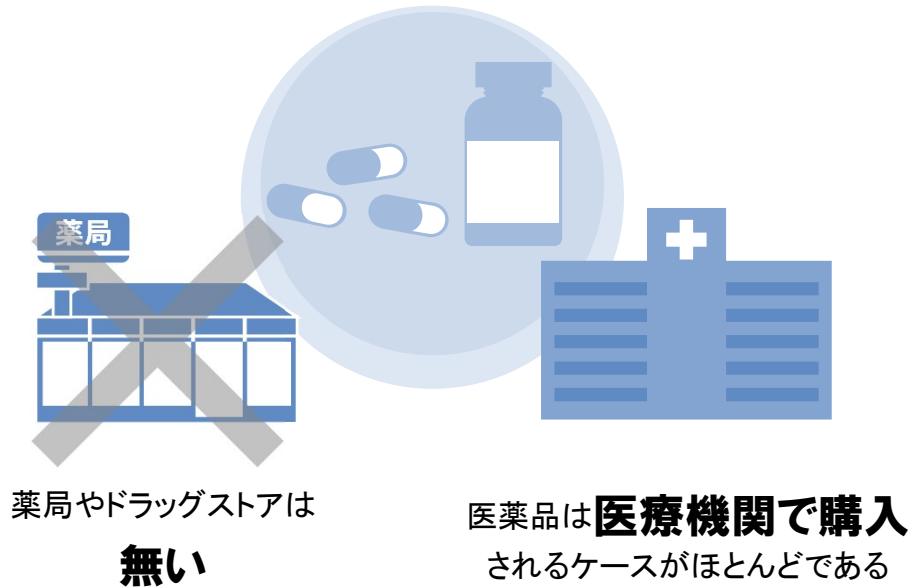 薬局
薬局やドラッグストアは
無い
医薬品は医療機関で購入
されるケースがほとんどである